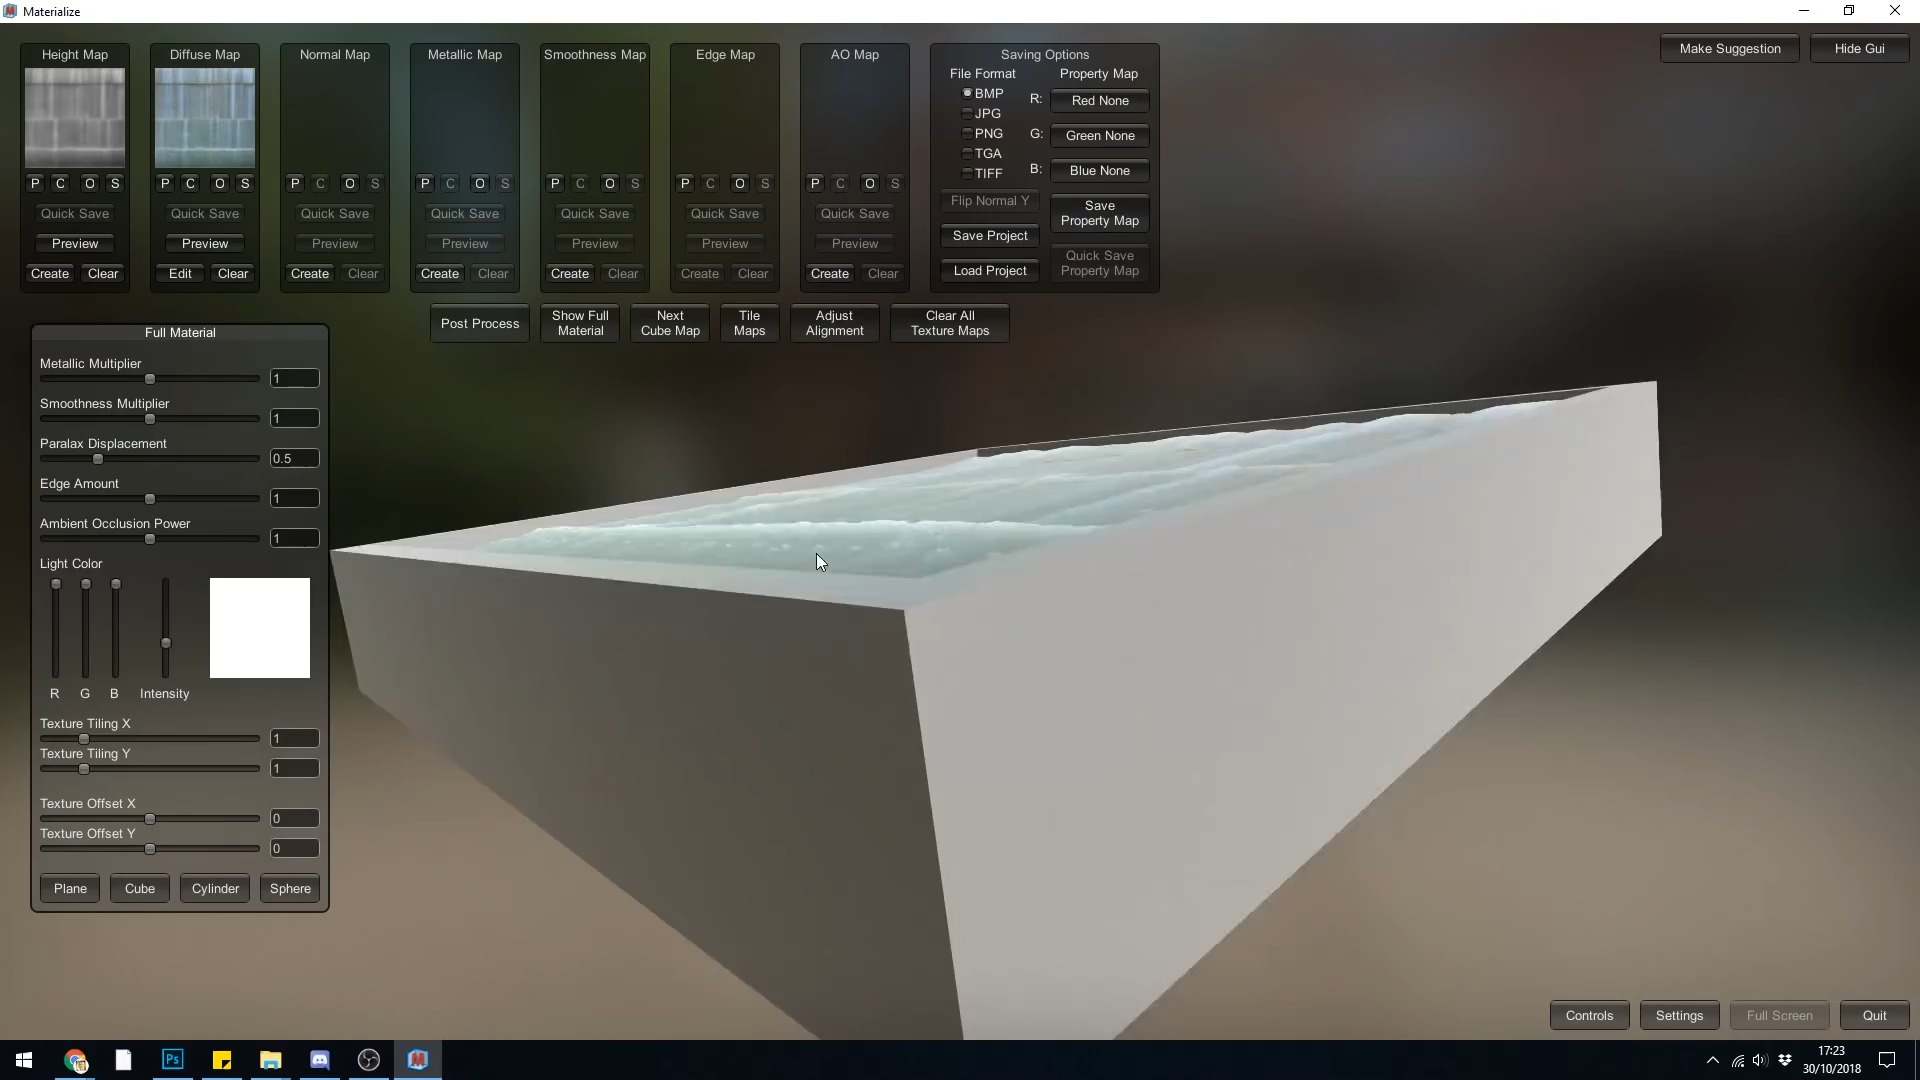 Materialize
Height Map
Diffuse Map
Normal Map
Metallic Map
Smoothness Map
Edge Map
AO Map
Saving Options
Make Suggestion
Hide Gui
File Format
Property Map
BMP
JPG
PNG
TGA
TIFF
R:
Red None
G:
Green None
B:
Blue None
P C O S
P C O S
P C O S
P C O S
P C O S
P C O S
P C O S
Quick Save
Quick Save
Quick Save
Quick Save
Quick Save
Quick Save
Quick Save
Preview
Preview
Preview
Preview
Preview
Preview
Preview
Create Clear
Edit Clear
Create Clear
Create Clear
Create Clear
Create Clear
Create Clear
Flip Normal Y
Save
Property Map
Save Project
Quick Save
Property Map
Load Project
Post Process
Show Full
Material
Next
Cube Map
Tile
Maps
Adjust
Alignment
Clear All
Texture Maps
Full Material
Metallic Multiplier
1
Smoothness Multiplier
1
Paralax Displacement
0.5
Edge Amount
1
Ambient Occlusion Power
1
Light Color
R G B Intensity
Texture Tiling X
1
Texture Tiling Y
1
Texture Offset X
0
Texture Offset Y
0
Plane
Cube
Cylinder
Sphere
Controls
Settings
Full Screen
Quit
Ps
17:23
30/10/2018